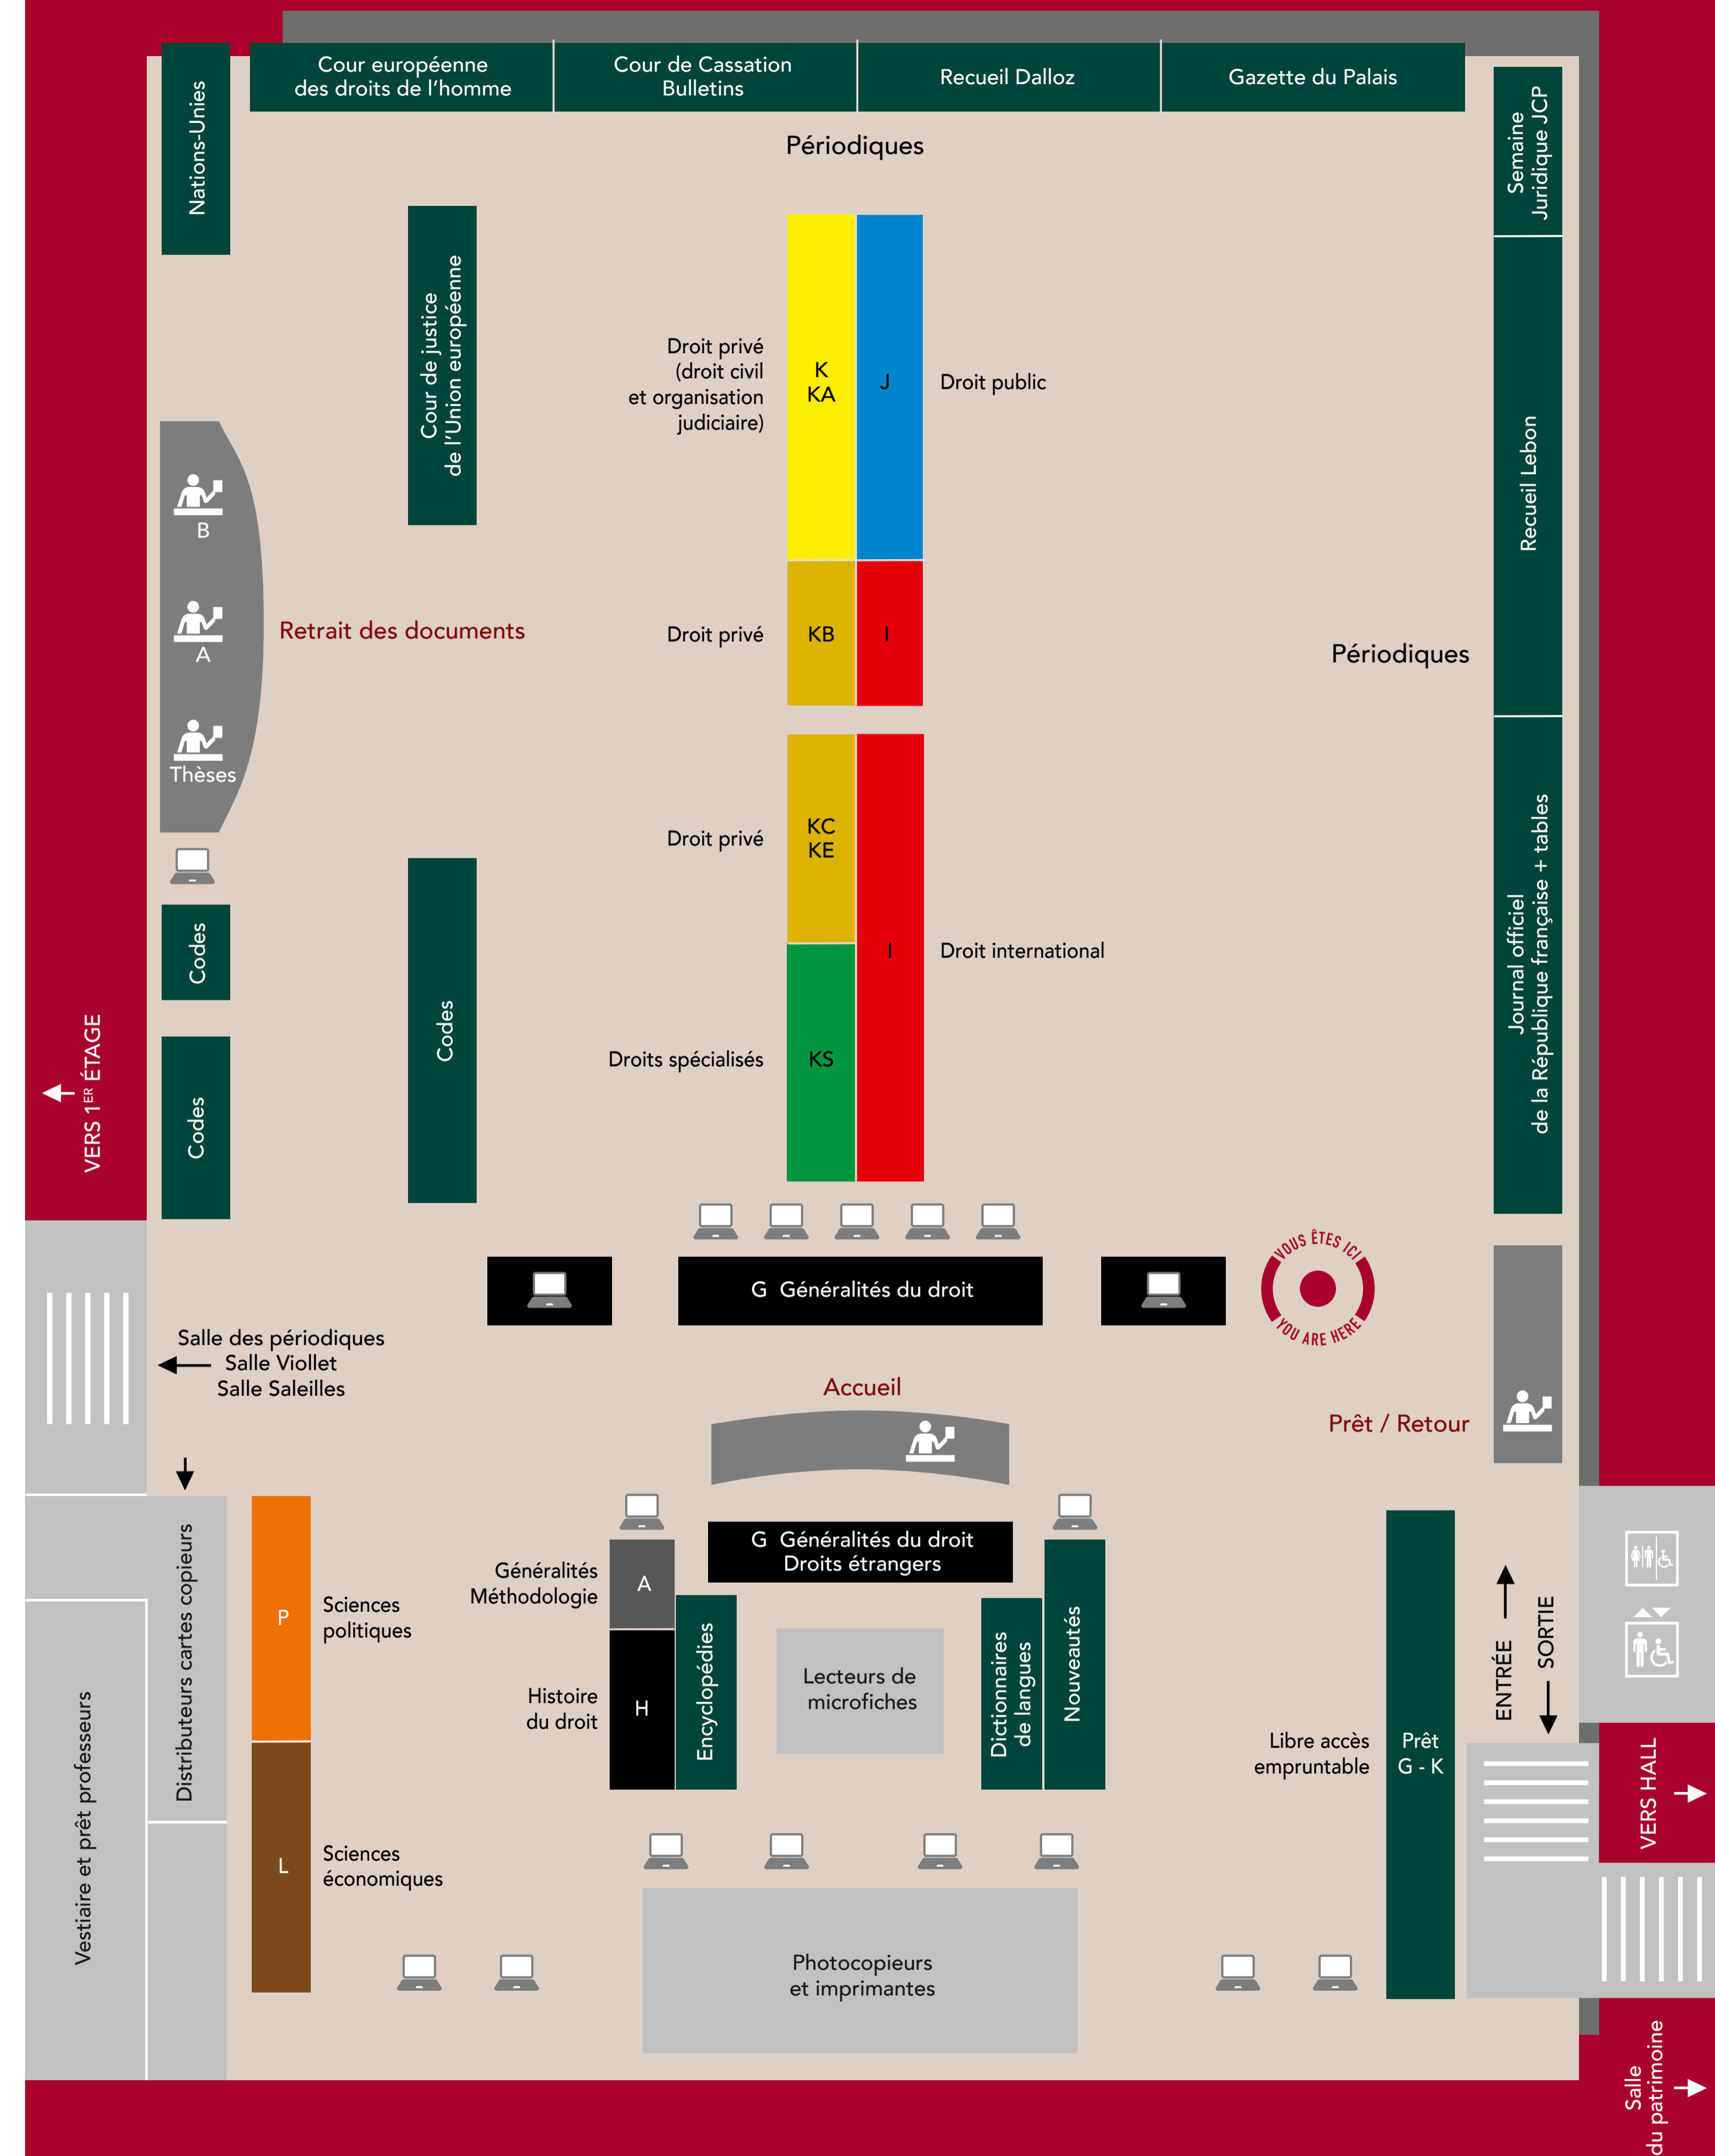 Nations-Unies
Cour européenne
des droits de l'homme
Cour de Cassation
Bulletins
Recueil Dalloz
Gazette du Palais
Semaine
Juridique JCP
Périodiques
Cour de justice
de l'Union européenne
Droit privé
(droit civil
et organisation
judiciaire)
K
KA
J
Droit public
Recueil Lebon
B
A
Thèses
Retrait des documents
Droit privé
KB
I
Périodiques
Droit privé
KC
KE
I
Droit international
Journal officiel
de la République française + tables
Codes
Codes
Codes
Droits spécialisés
KS
VERS 1ER ÉTAGE
G Généralités du droit
VOUS ÊTES ICI
YOU ARE HERE
Salle des périodiques
Salle Viollet
Salle Saleilles
Accueil
Prêt / Retour
Distributeurs cartes copieurs
Vestiaire et prêt professeurs
P
Sciences
politiques
L
Sciences
économiques
Généralités
Méthodologie
A
Histoire
du droit
H
Encyclopédies
G Généralités du droit
Droits étrangers
Lecteurs de
microfiches
Dictionnaires
de langues
Nouveautés
Libre accès
empruntable
Prêt
G - K
ENTRÉE
SORTIE
VERS HALL
Photocopieurs
et imprimantes
Salle
du patrimoine